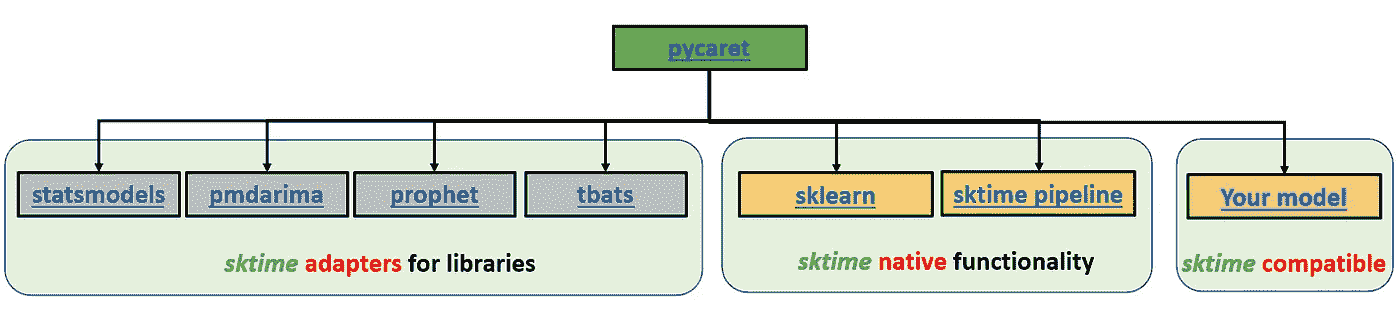 pycaret
statsmodels
pmdarima
prophet
tbats
sktime adapters for libraries
sklearn
sktime pipeline
sktime native functionality
Your model
sktime compatible